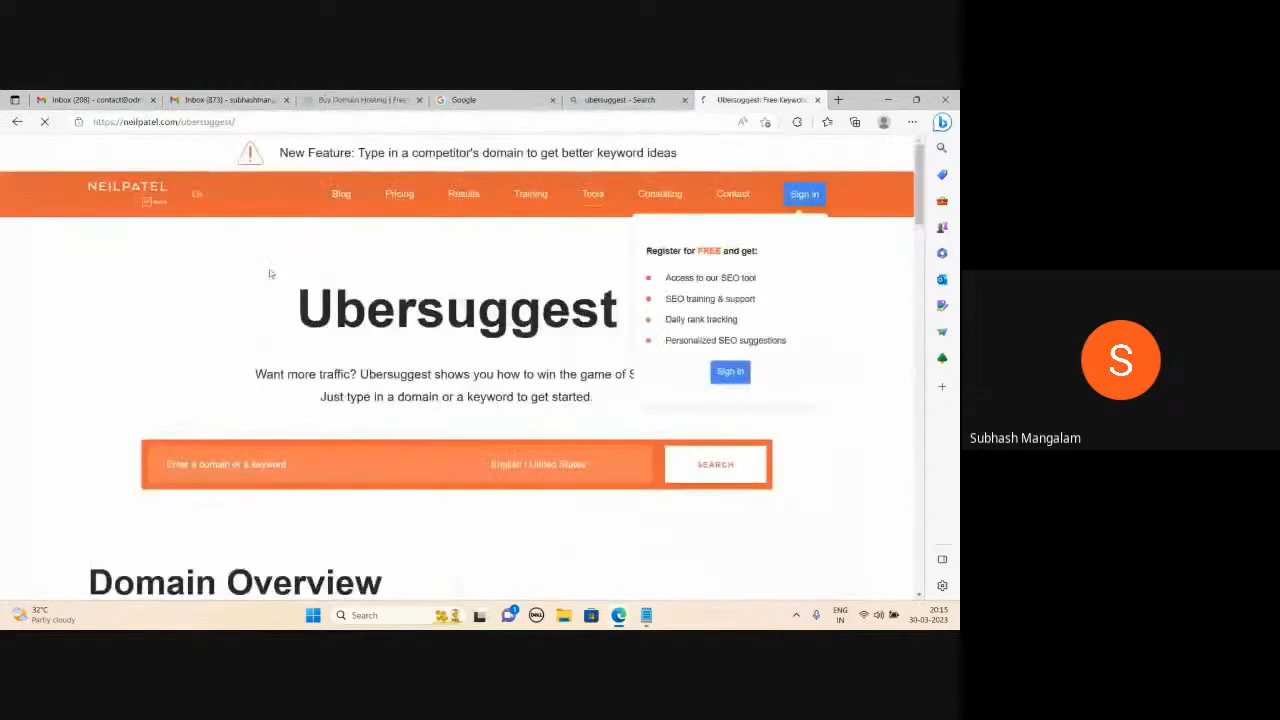 Inbox (208) - contact@odn
Inbox (873) - subhashman
Buy Domain Hosting | Free
Google
ubersuggest - Search
Ubersuggest: Free Keywor
https://neilpatel.com/ubersuggest/
New Feature: Type in a competitor's domain to get better keyword ideas
NEILPATEL
Blog
Pricing
Results
Training
Tools
Consulting
Contact
Sign in
Register for FREE and get:
Access to our SEO tool
SEO training & support
Daily rank tracking
Personalized SEO suggestions
Sign in
Ubersuggest
Want more traffic? Ubersuggest shows you how to win the game of S
Just type in a domain or a keyword to get started.
Enter a domain or a keyword
English / United States
SEARCH
Domain Overview
32°C
Partly cloudy
Search
1
DELL
ENG
IN
20:15
30-03-2023
S
Subhash Mangalam